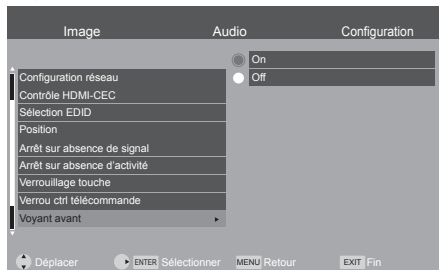 Image Audio Configuration
On
Off
Configuration réseau
Contrôle HDMI-CEC
Sélection EDID
Position
Arrêt sur absence de signal
Arrêt sur absence d'activité
Verrouillage touche
Verrou ctrl télécommande
Voyant avant
Déplacer ENTER Sélectionner MENU Retour EXIT Fin